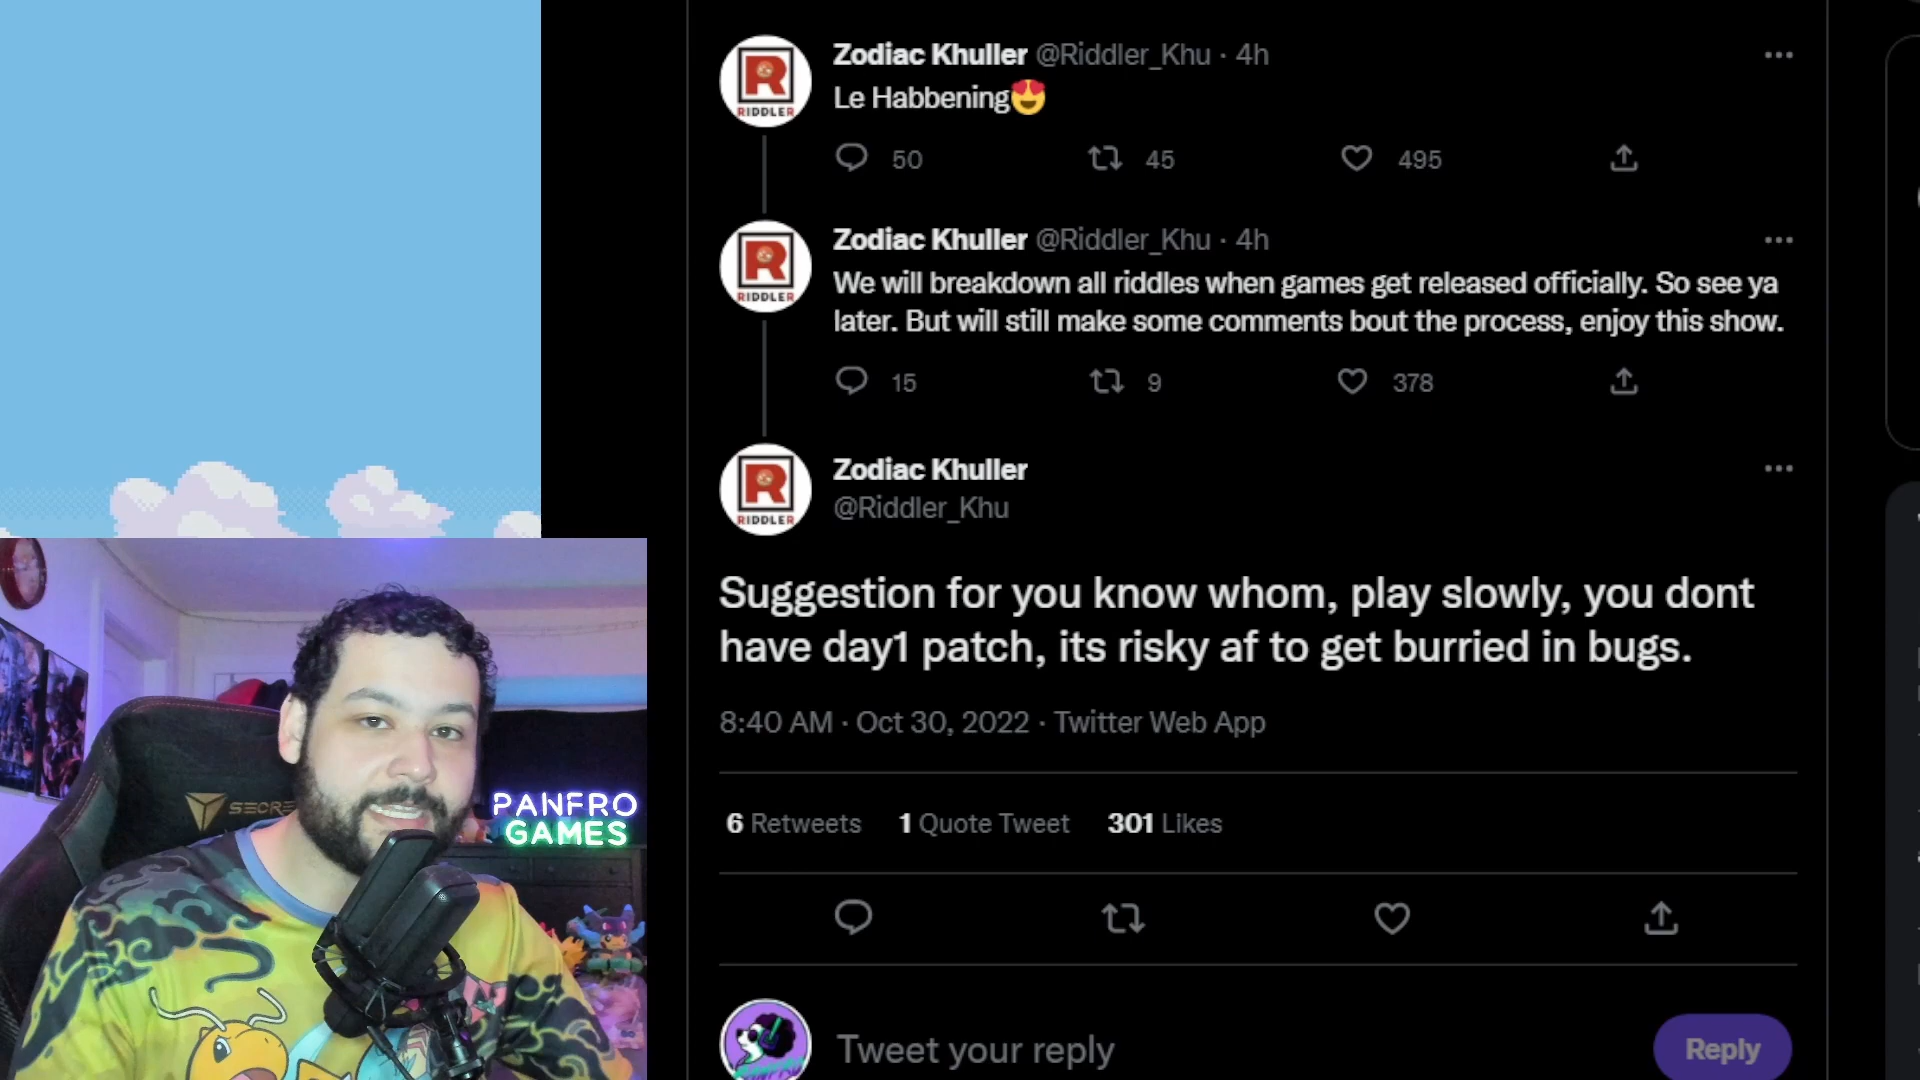 Zodiac Khuller @Riddler_Khu · 4h
Le Habbening😍
50 45 495
RIDDLER
Zodiac Khuller @Riddler_Khu · 4h
We will breakdown all riddles when games get released officially. So see ya
later. But will still make some comments bout the process, enjoy this show.
15 9 378
RIDDLER
Zodiac Khuller
@Riddler_Khu
RIDDLER
Suggestion for you know whom, play slowly, you dont
have day1 patch, its risky af to get burried in bugs.
8:40 AM · Oct 30, 2022 · Twitter Web App
6 Retweets 1 Quote Tweet 301 Likes
Tweet your reply
Reply
SECRE
PANFRO
GAMES